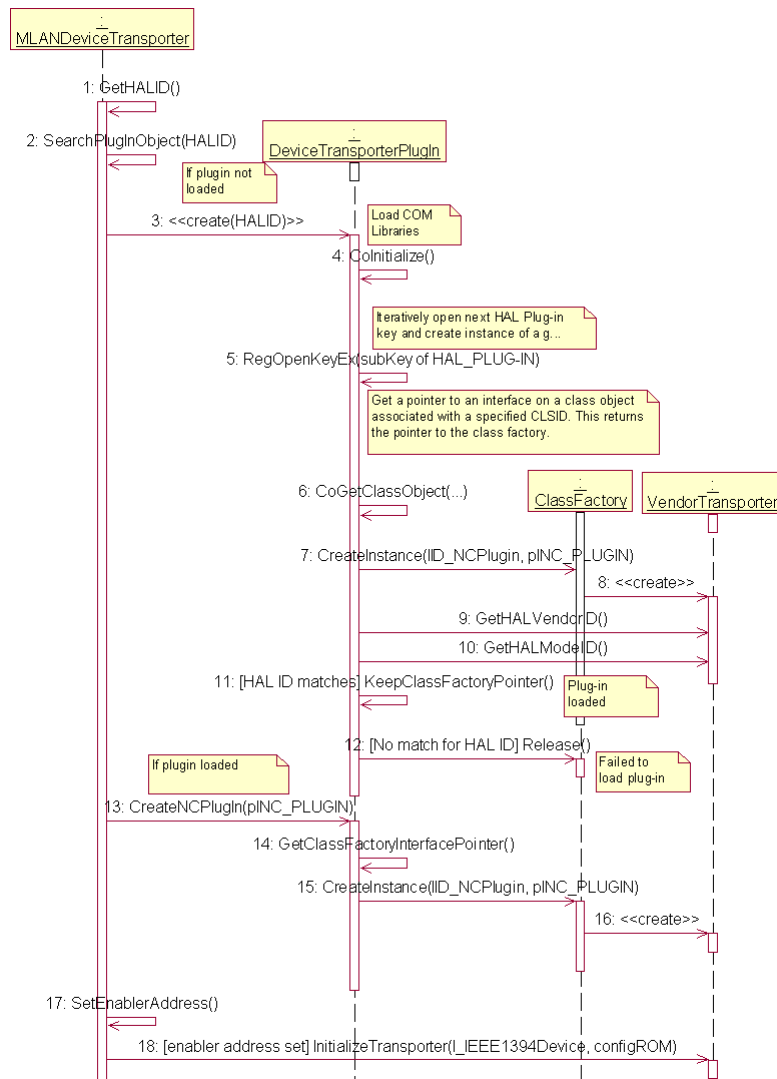 :
MLANDeviceTransporter
1: GetHALID()
2: SearchPlugInObject(HALID)
:
DeviceTransporterPlugIn
If plugin not
loaded
3: <<create(HALID)>>
Load COM
Libraries
4: CoInitialize()
Iteratively open next HAL Plug-in
key and create instance of a g...
5: RegOpenKeyEx(subKey of HAL_PLUG-IN)
Get a pointer to an interface on a class object
associated with a specified CLSID. This returns
the pointer to the class factory.
6: CoGetClassObject(...)
:
ClassFactory
:
VendorTransporter
7: CreateInstance(IID_NCPlugin, pINC_PLUGIN)
8: <<create>>
9: GetHALVendorID()
10: GetHALModelID()
11: [HAL ID matches] KeepClassFactoryPointer()
Plug-in
loaded
12: [No match for HAL ID] Release()
If plugin loaded
Failed to
load plug-in
13: CreateNCPlugIn(pINC_PLUGIN)
14: GetClassFactoryInterfacePointer()
15: CreateInstance(IID_NCPlugin, pINC_PLUGIN)
16: <<create>>
17: SetEnablerAddress()
18: [enabler address set] InitializeTransporter(I_IEEE1394Device, configROM)